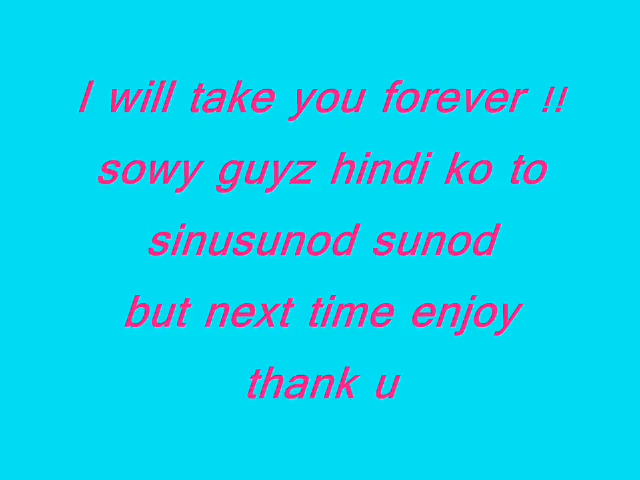 I will take you forever !!
sowy guyz hindi ko to
sinusunod sunod
but next time enjoy
thank u